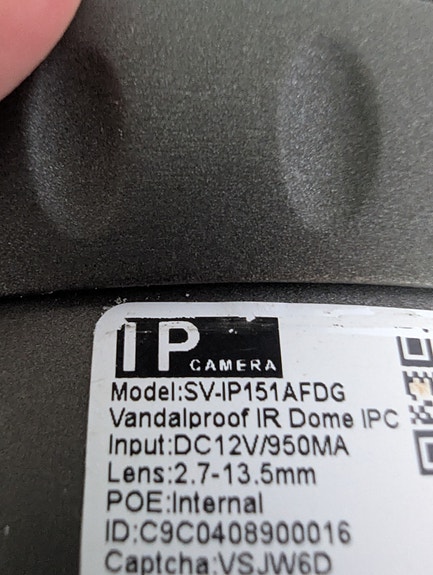 IP CAMERA
Model:SV-IP151AFDG
Vandalproof IR Dome IPC
Input:DC12V/950MA
Lens:2.7-13.5mm
POE:Internal
ID:C9C0408900016
Captcha:VSJW6D